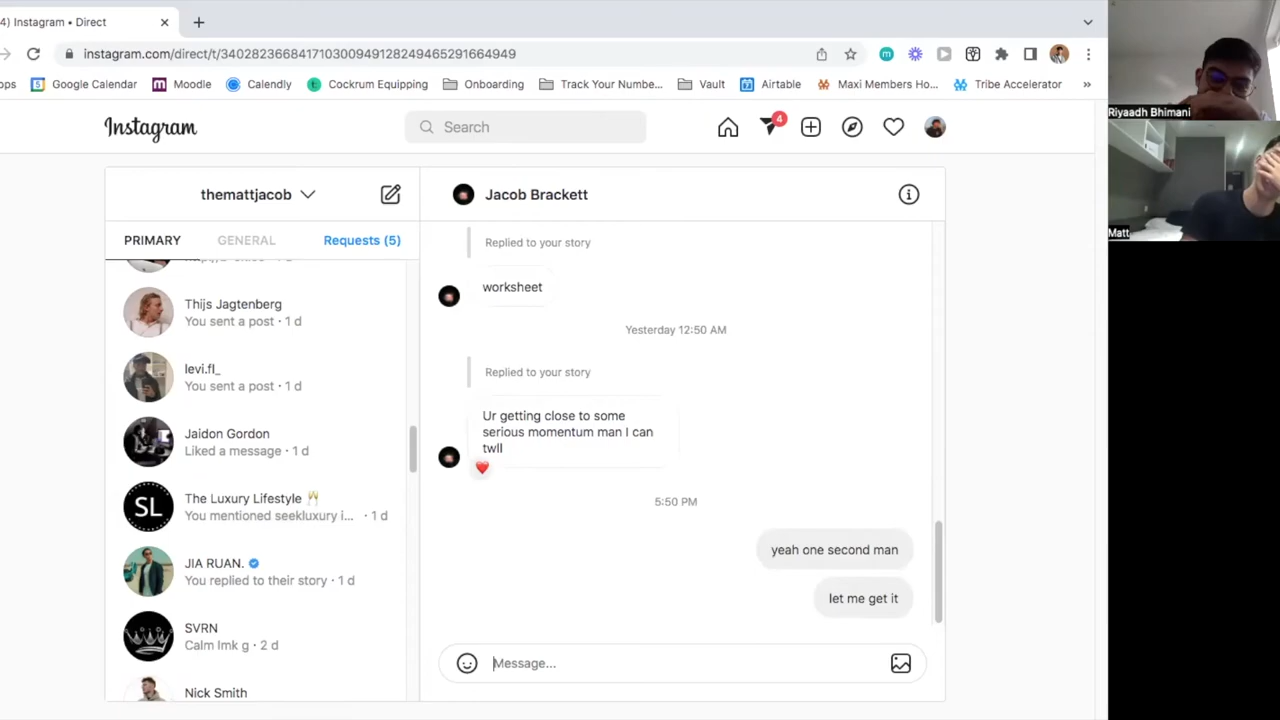 4) Instagram • Direct
instagram.com/direct/t/340282366841710300949128249465291664949
ops
Google Calendar
Moodle
Calendly
Cockrum Equipping
Onboarding
Track Your Numbe...
Vault
Airtable
Maxi Members Ho...
Tribe Accelerator
»
Instagram
Search
4
themattjacob
PRIMARY
GENERAL
Requests (5)
Thijs Jagtenberg
You sent a post · 1 d
levi.fl_
You sent a post · 1 d
Jaidon Gordon
Liked a message · 1 d
SL
The Luxury Lifestyle 🥂
You mentioned seekluxury i... · 1 d
JIA RUAN.
You replied to their story · 1 d
SVRN
Calm lmk g · 2 d
Nick Smith
Jacob Brackett
Replied to your story
worksheet
Yesterday 12:50 AM
Replied to your story
Ur getting close to some
serious momentum man I can
twll
❤️
5:50 PM
yeah one second man
let me get it
Message...
Riyaadh Bhimani
Matt